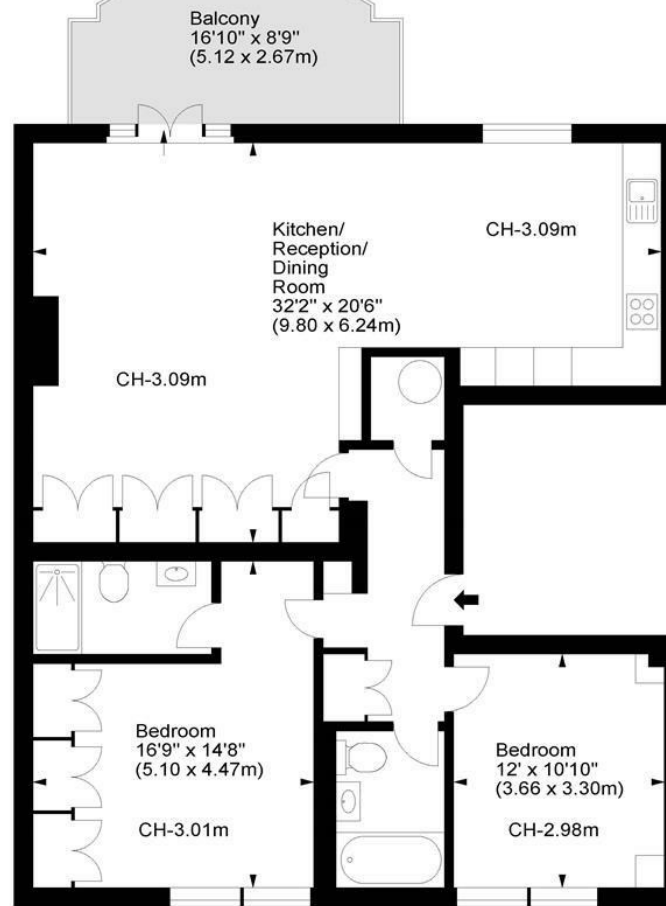 Balcony
16'10" x 8'9"
(5.12 x 2.67m)
Kitchen/
Reception/
Dining
Room
32'2" x 20'6"
(9.80 x 6.24m)
CH-3.09m
CH-3.09m
Bedroom
16'9" x 14'8"
(5.10 x 4.47m)
CH-3.01m
Bedroom
12' x 10'10"
(3.66 x 3.30m)
CH-2.98m